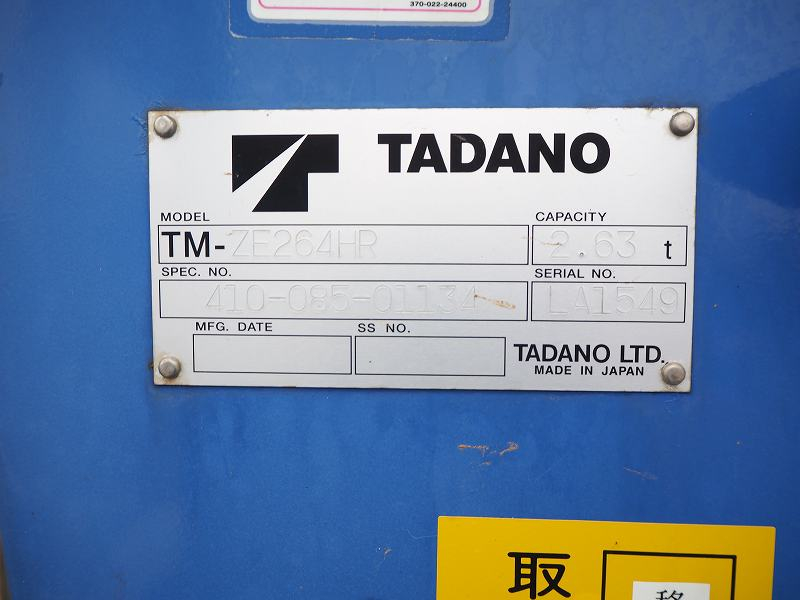 370-022-24400
TADANO
MODEL CAPACITY
TM-ZE264HR 2.63 t
SPEC. NO. SERIAL NO.
410-085-01134 LA1549
MFG. DATE SS NO.
TADANO LTD.
MADE IN JAPAN
取